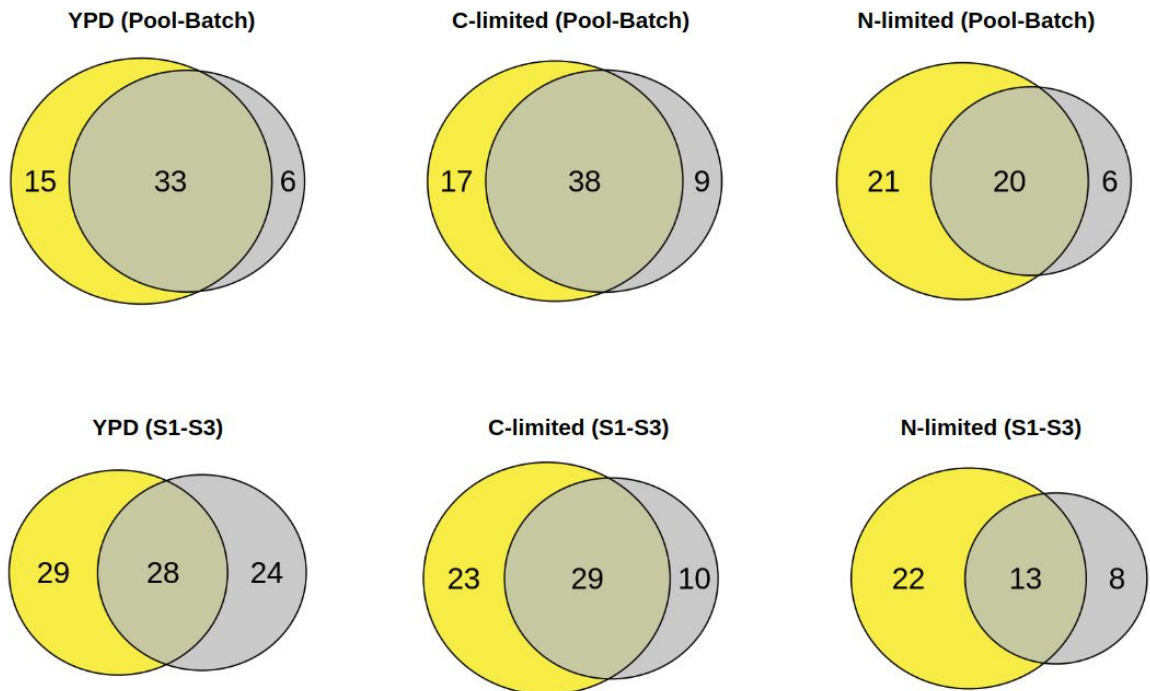 YPD (Pool-Batch) C-limited (Pool-Batch) N-limited (Pool-Batch)
15 33 6 17 38 9 21 20 6
YPD (S1-S3) C-limited (S1-S3) N-limited (S1-S3)
29 28 24 23 29 10 22 13 8